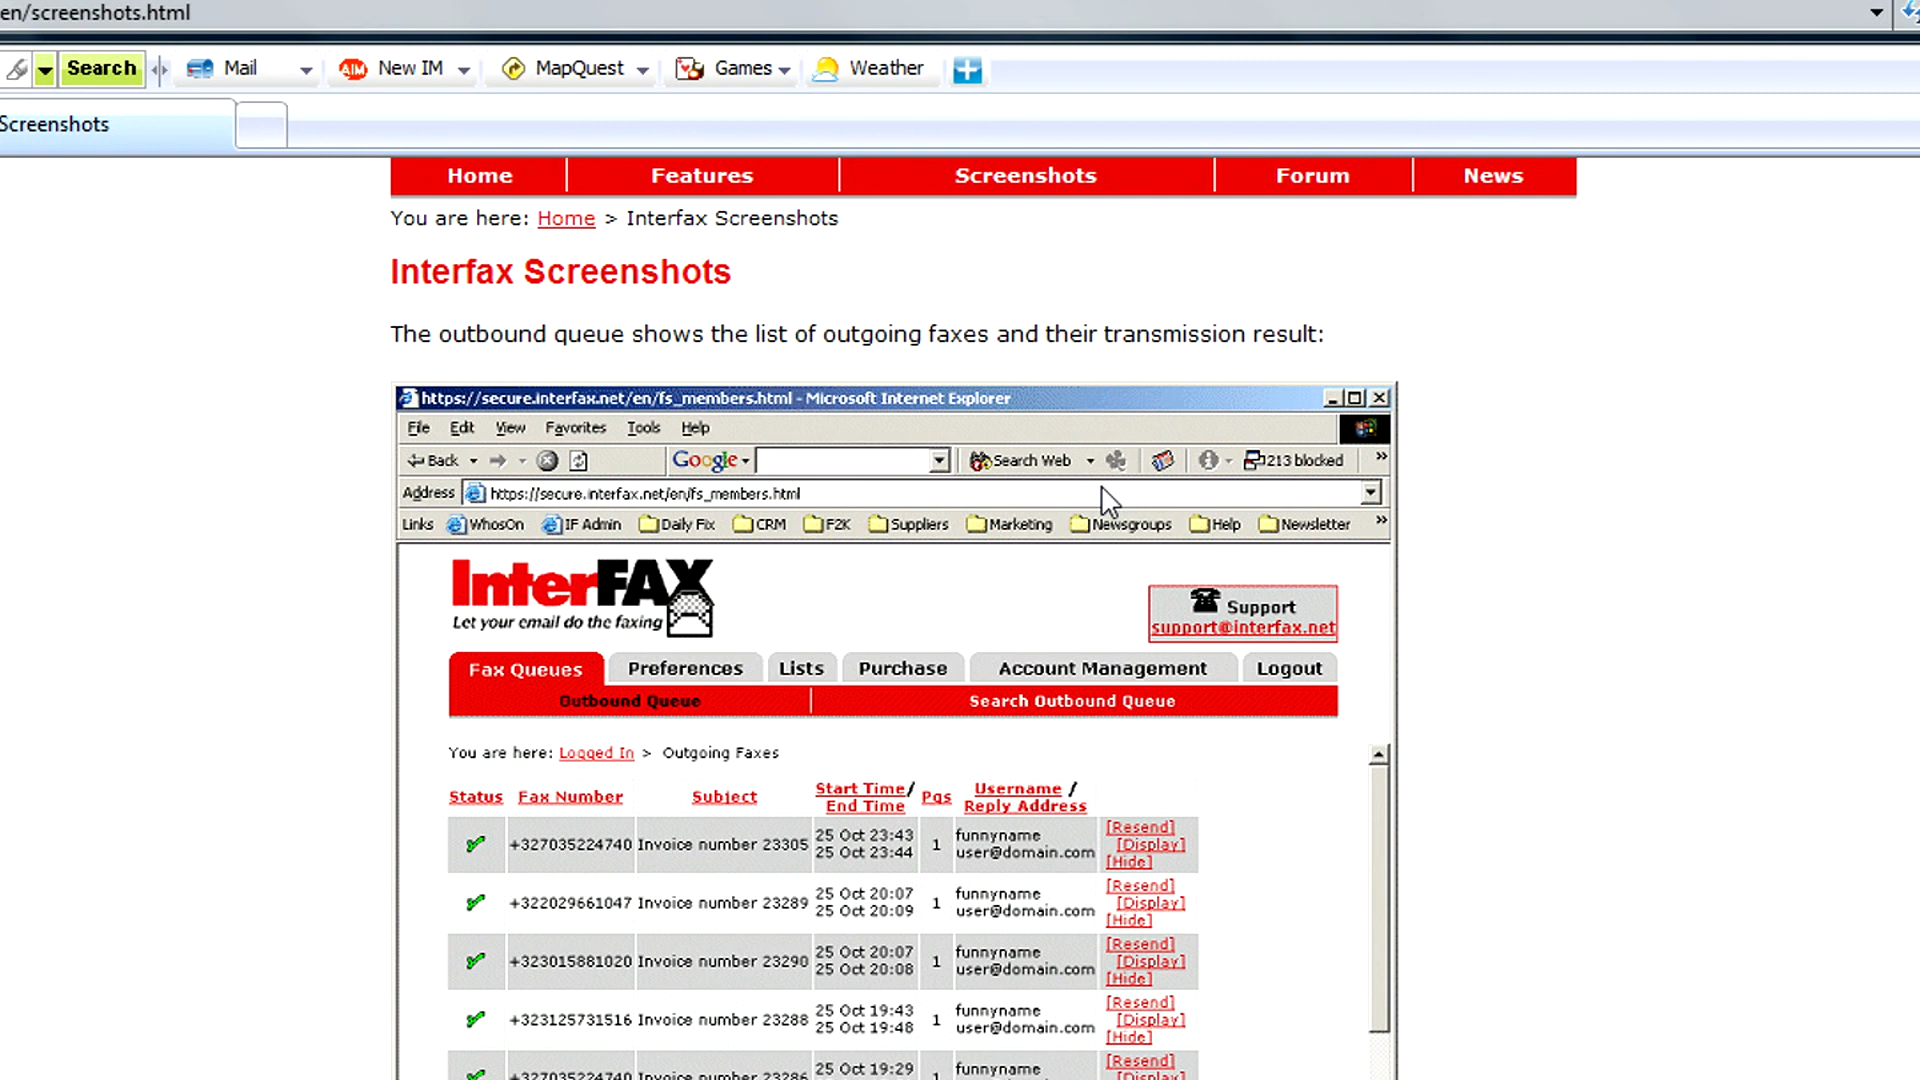 en/screenshots.html
Search Mail New IM MapQuest Games Weather
Screenshots
Home Features Screenshots Forum News
You are here: Home > Interfax Screenshots
Interfax Screenshots
The outbound queue shows the list of outgoing faxes and their transmission result:
https://secure.interfax.net/en/fs_members.html - Microsoft Internet Explorer
File Edit View Favorites Tools Help
Back Google Search Web 213 blocked »
Address https://secure.interfax.net/en/fs_members.html
Links WhosOn IF Admin Daily Fix CRM F2K Suppliers Marketing Newsgroups Help Newsletter »
InterFAX
Let your email do the faxing
Support
support@interfax.net
Fax Queues Preferences Lists Purchase Account Management Logout
Outbound Queue Search Outbound Queue
You are here: Logged In > Outgoing Faxes
Status Fax Number Subject Start Time/ End Time Pgs Username / Reply Address
+327035224740 Invoice number 23305 25 Oct 23:43 25 Oct 23:44 1 funnyname user@domain.com [Resend] [Display] [Hide]
+322029661047 Invoice number 23289 25 Oct 20:07 25 Oct 20:09 1 funnyname user@domain.com [Resend] [Display] [Hide]
+323015881020 Invoice number 23290 25 Oct 20:07 25 Oct 20:08 1 funnyname user@domain.com [Resend] [Display] [Hide]
+323125731516 Invoice number 23288 25 Oct 19:43 25 Oct 19:48 1 funnyname user@domain.com [Resend] [Display] [Hide]
+327035224740 Invoice number 23286 25 Oct 19:29 1 funnyname [Resend] [Display]